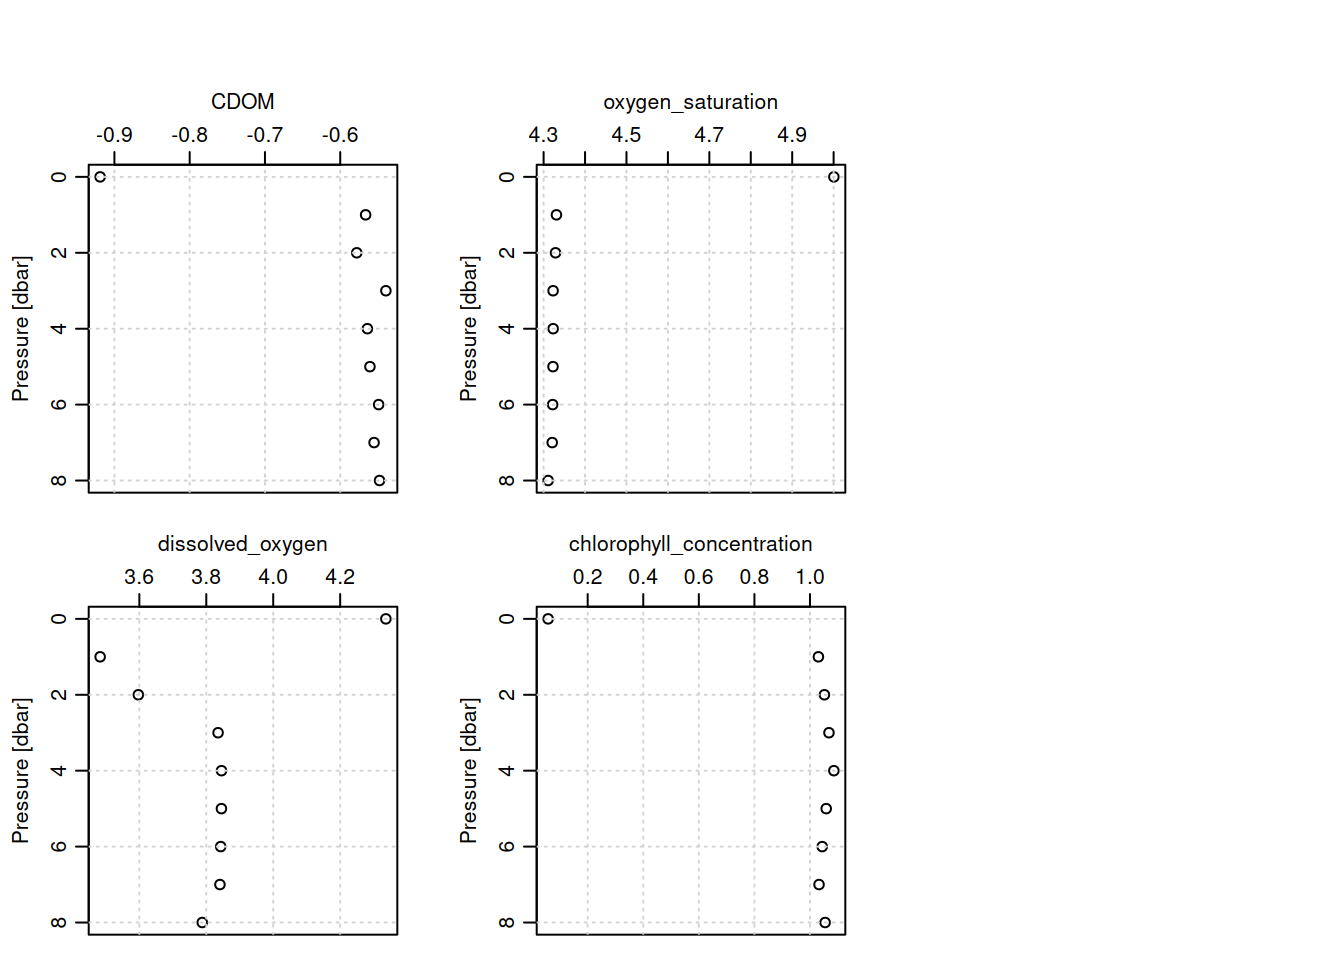 CDOM
-0.9 -0.8 -0.7 -0.6
0
2
4
6
8
Pressure [dbar]
oxygen_saturation
4.3 4.5 4.7 4.9
0
2
4
6
8
Pressure [dbar]
dissolved_oxygen
3.6 3.8 4.0 4.2
0
2
4
6
8
Pressure [dbar]
chlorophyll_concentration
0.2 0.4 0.6 0.8 1.0
0
2
4
6
8
Pressure [dbar]